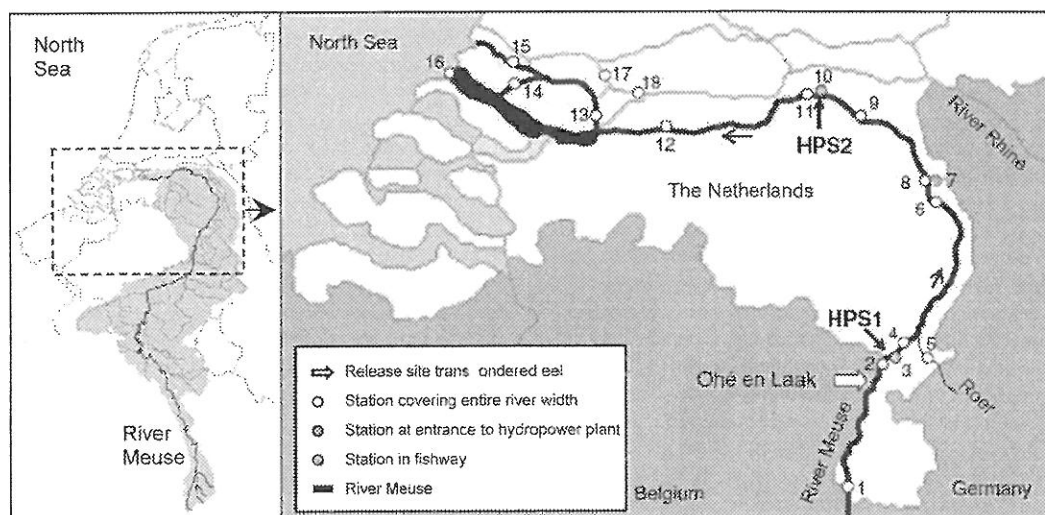 North
Sea
River
Meuse
North Sea
16
15
14
17
18
13
12
10
11
9
HPS2
River Rhine
The Netherlands
8
7
6
HPS1
4
5
2
3
Ohé en Laak
Roer
River Meuse
1
Belgium
Germany
Release site trans ondered eel
Station covering entire river width
Station at entrance to hydropower plant
Station in fishway
River Meuse